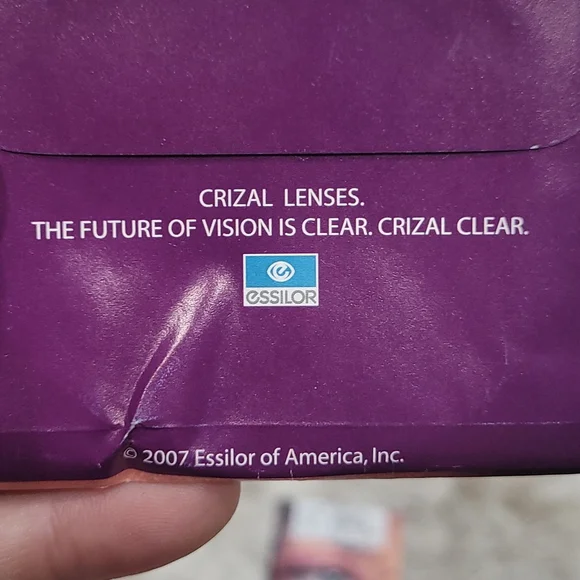 CRIZAL LENSES.
THE FUTURE OF VISION IS CLEAR. CRIZAL CLEAR.
essilor
© 2007 Essilor of America, Inc.